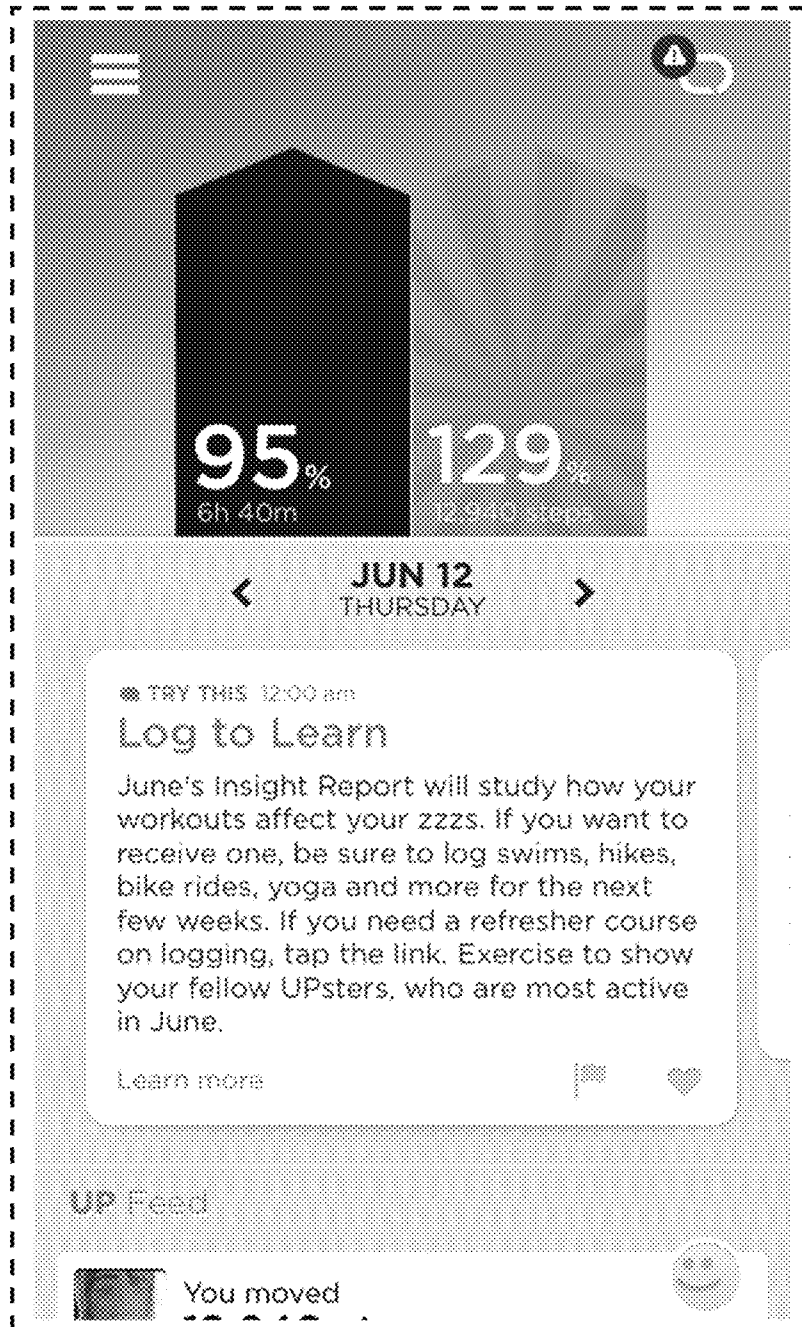 95%
6h 40m
129%
JUN 12
THURSDAY
TRY THIS 12:00 am
Log to Learn
June's Insight Report will study how your
workouts affect your zzzs. If you want to
receive one, be sure to log swims, hikes,
bike rides, yoga and more for the next
few weeks. If you need a refresher course
on logging, tap the link. Exercise to show
your fellow UPsters, who are most active
in June.
Learn more
UP Feed
You moved